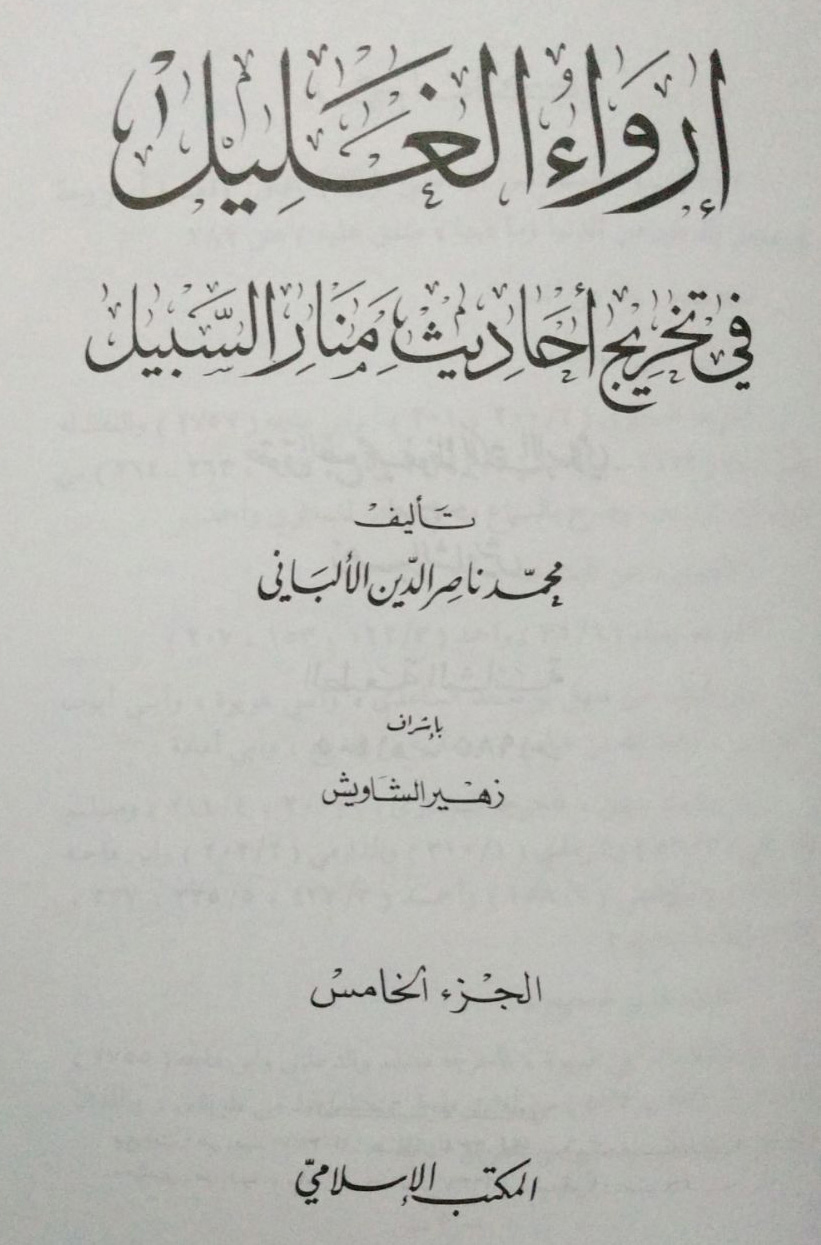 إرواء الغليل
في تخريج أحاديث منار السبيل
تأليف
محمد ناصر الدين الألباني
بإشراف
زهير الشاويش
الجزء الخامس
المكتب الإسلامي